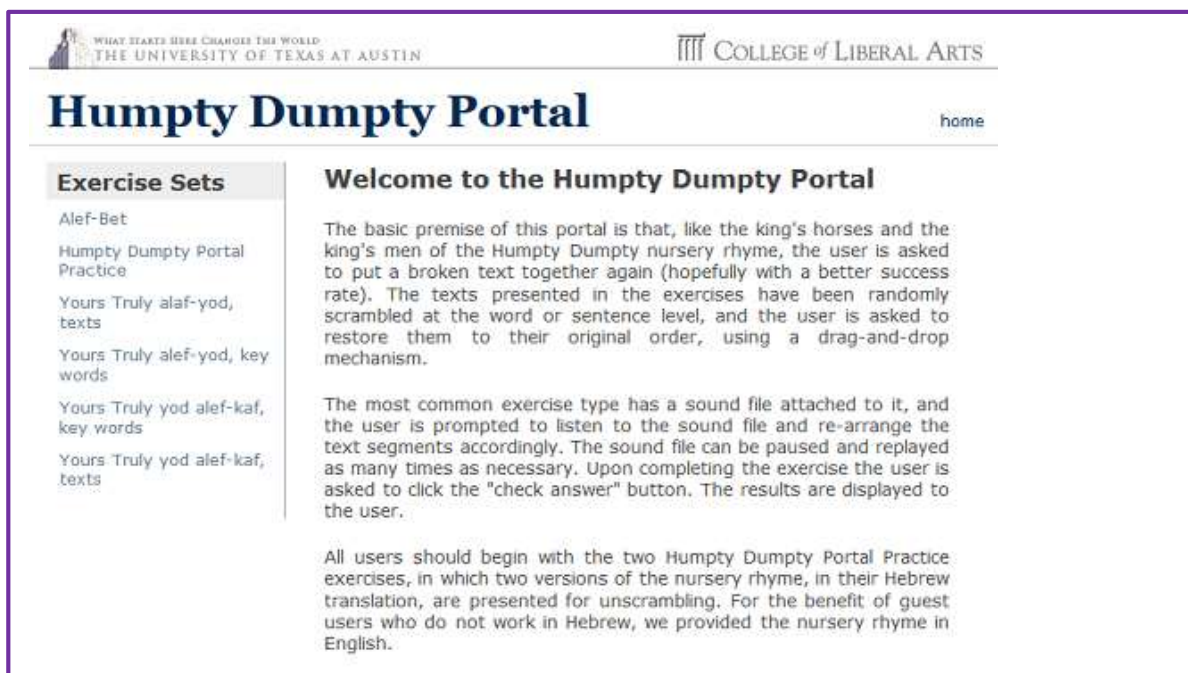 WHAT STARTS HERE CHANGES THE WORLD
THE UNIVERSITY OF TEXAS AT AUSTIN
COLLEGE of LIBERAL ARTS
Humpty Dumpty Portal
home
Exercise Sets
Alef-Bet
Humpty Dumpty Portal
Practice
Yours Truly alaf-yod,
texts
Yours Truly alef-yod, key
words
Yours Truly yod alef-kaf,
key words
Yours Truly yod alef-kaf,
texts
Welcome to the Humpty Dumpty Portal
The basic premise of this portal is that, like the king's horses and the
king's men of the Humpty Dumpty nursery rhyme, the user is asked
to put a broken text together again (hopefully with a better success
rate). The texts presented in the exercises have been randomly
scrambled at the word or sentence level, and the user is asked to
restore them to their original order, using a drag-and-drop
mechanism.
The most common exercise type has a sound file attached to it, and
the user is prompted to listen to the sound file and re-arrange the
text segments accordingly. The sound file can be paused and replayed
as many times as necessary. Upon completing the exercise the user is
asked to click the "check answer" button. The results are displayed to
the user.
All users should begin with the two Humpty Dumpty Portal Practice
exercises, in which two versions of the nursery rhyme, in their Hebrew
translation, are presented for unscrambling. For the benefit of guest
users who do not work in Hebrew, we provided the nursery rhyme in
English.